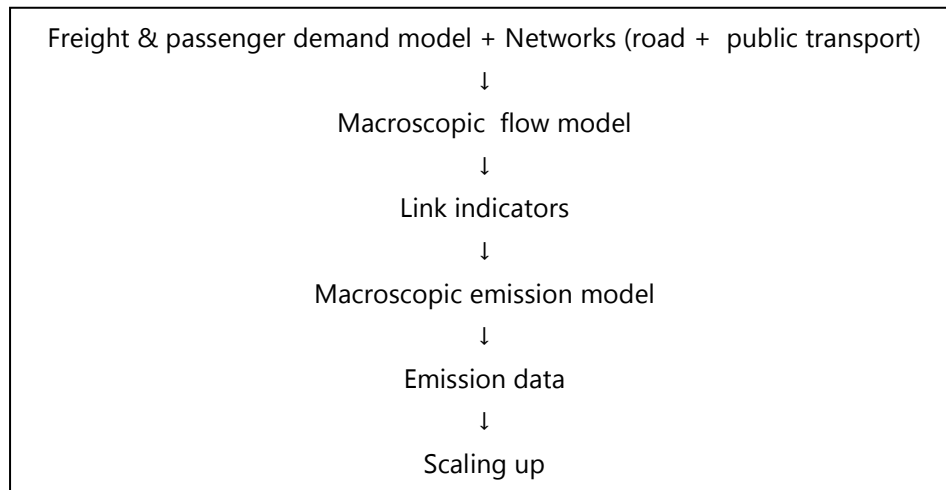 Freight & passenger demand model + Networks (road + public transport)
↓
Macroscopic flow model
↓
Link indicators
↓
Macroscopic emission model
↓
Emission data
↓
Scaling up